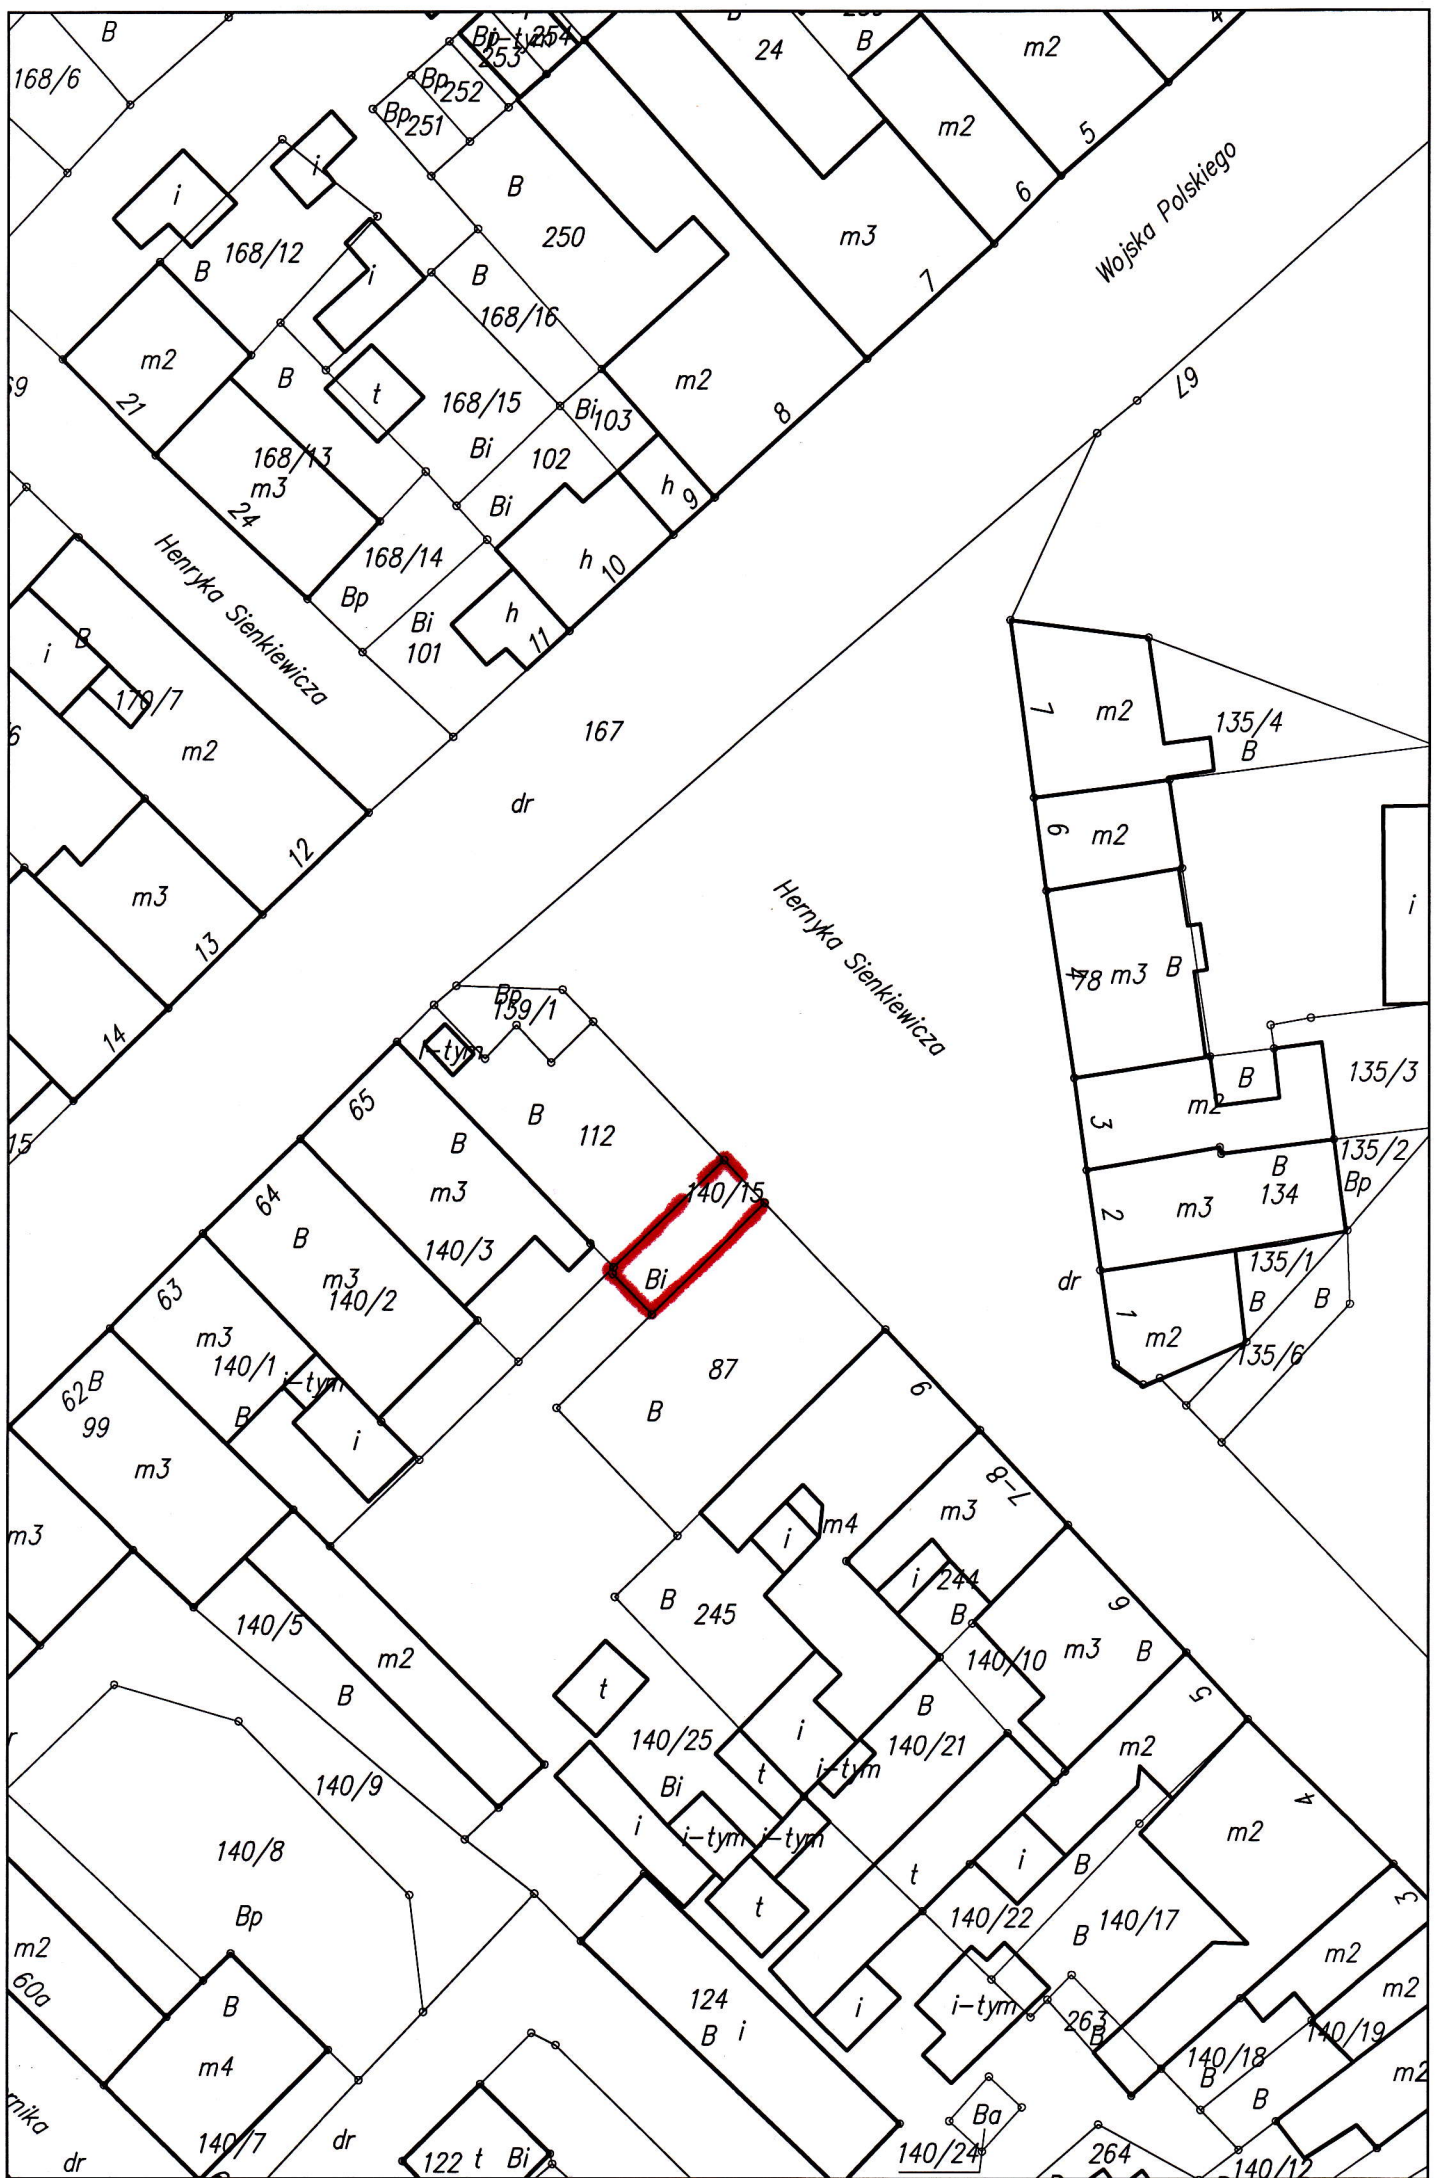 B
168/6
Bp
i-tym
254
253
Bp
252
Bp
251
24
B
m2
4
m2
5
6
i
i
B
250
m3
Wojska Polskiego
168/12
B
i
B
168/16
7
m2
21
B
t
168/15
Bi
103
m2
8
67
Bi
102
168/13
m3
24
Bi
h
9
168/14
h
10
Henryka Sienkiewicza
Bp
Bi
101
h
11
B
i
170/7
m2
167
dr
12
7
m2
135/4
B
6
m2
m3
13
Hernyka Sienkiewicza
i
4
78
m3
B
14
Bp
159/1
i-tym
B
112
65
B
m3
140/3
15
B
135/3
m2
3
135/2
B
134
Bp
m3
2
140/15
Bi
64
B
m3
140/2
dr
135/1
B
B
1
m2
135/6
63
m3
140/1
i-tym
B
i
62
B
99
m3
87
B
9
7-8
m3
m4
i
m3
i
244
B
B
245
6
140/5
m2
B
m3
B
140/10
5
t
B
140/25
Bi
i
140/21
m2
t
i-tym
4
140/9
i
i-tym
i-tym
m2
140/8
Bp
t
t
i
B
140/22
140/17
B
3
m2
m2
m2
60a
B
m4
124
B
i
i
i-tym
263
B
140/19
140/18
B
m2
B
Ba
140/7
dr
dr
122
t
Bi
140/24
264
140/12